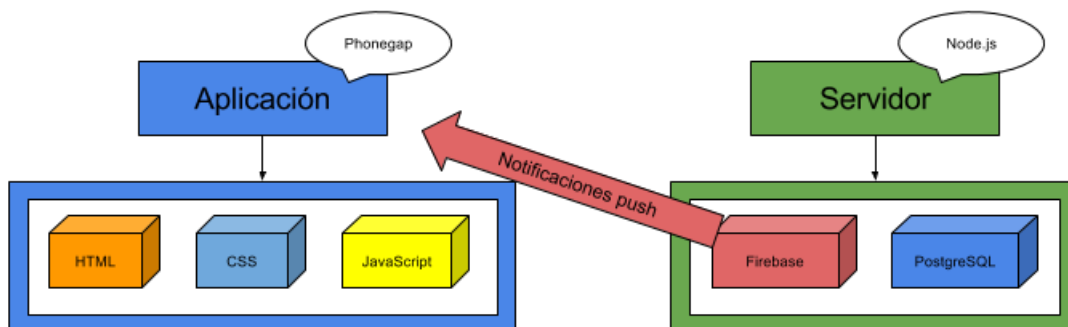 Phonegap
Node.js
Aplicación
Servidor
Notificaciones push
HTML
CSS
JavaScript
Firebase
PostgreSQL